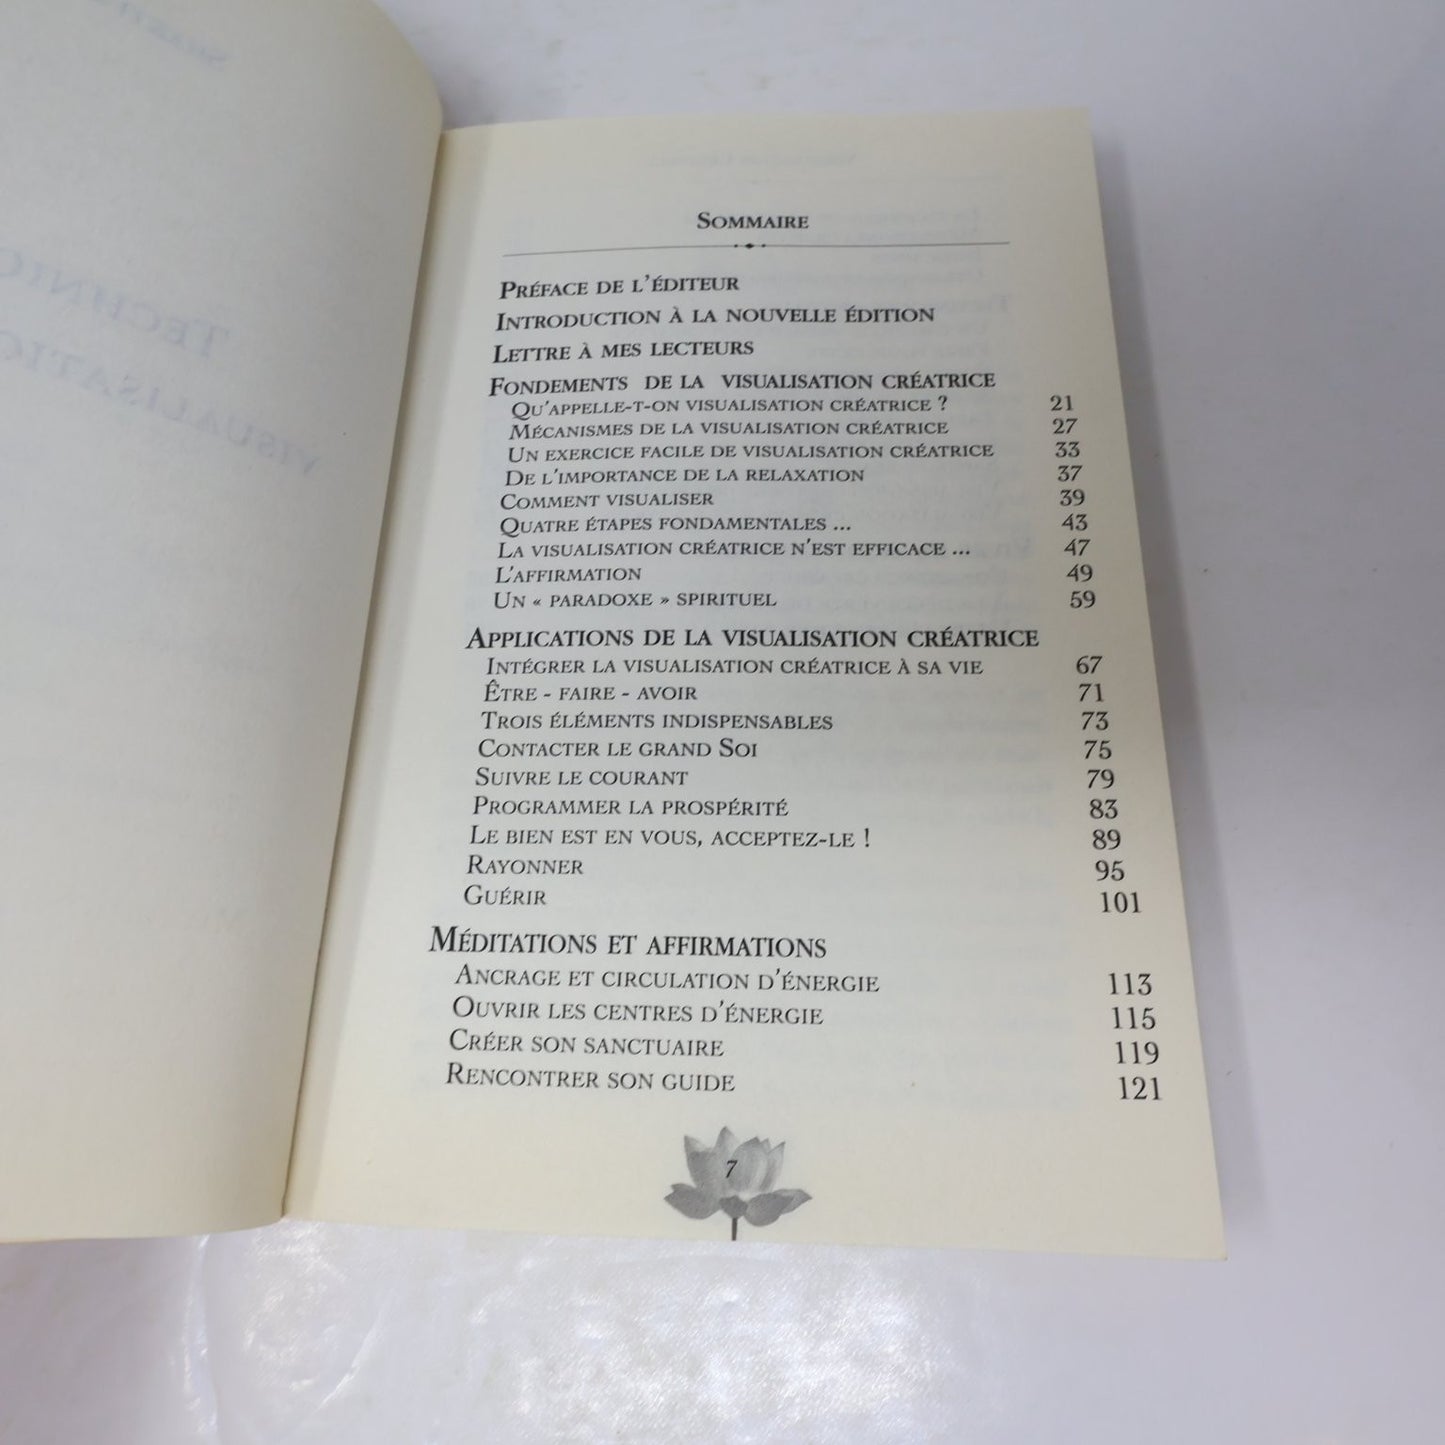 Sommaire
Préface de l'éditeur
Introduction à la nouvelle édition
Lettre à mes lecteurs
Fondements de la visualisation créatrice
Qu'appelle-t-on visualisation créatrice ? 21
Mécanismes de la visualisation créatrice 27
Un exercice facile de visualisation créatrice 33
De l'importance de la relaxation 37
Comment visualiser 39
Quatre étapes fondamentales ... 43
La visualisation créatrice n'est efficace ... 47
L'affirmation 49
Un « paradoxe » spirituel 59
Applications de la visualisation créatrice
Intégrer la visualisation créatrice à sa vie 67
Être - faire - avoir 71
Trois éléments indispensables 73
Contacter le grand Soi 75
Suivre le courant 79
Programmer la prospérité 83
Le bien est en vous, acceptez-le ! 89
Rayonner 95
Guérir 101
Méditations et affirmations
Ancrage et circulation d'énergie 113
Ouvrir les centres d'énergie 115
Créer son sanctuaire 119
Rencontrer son guide 121
7